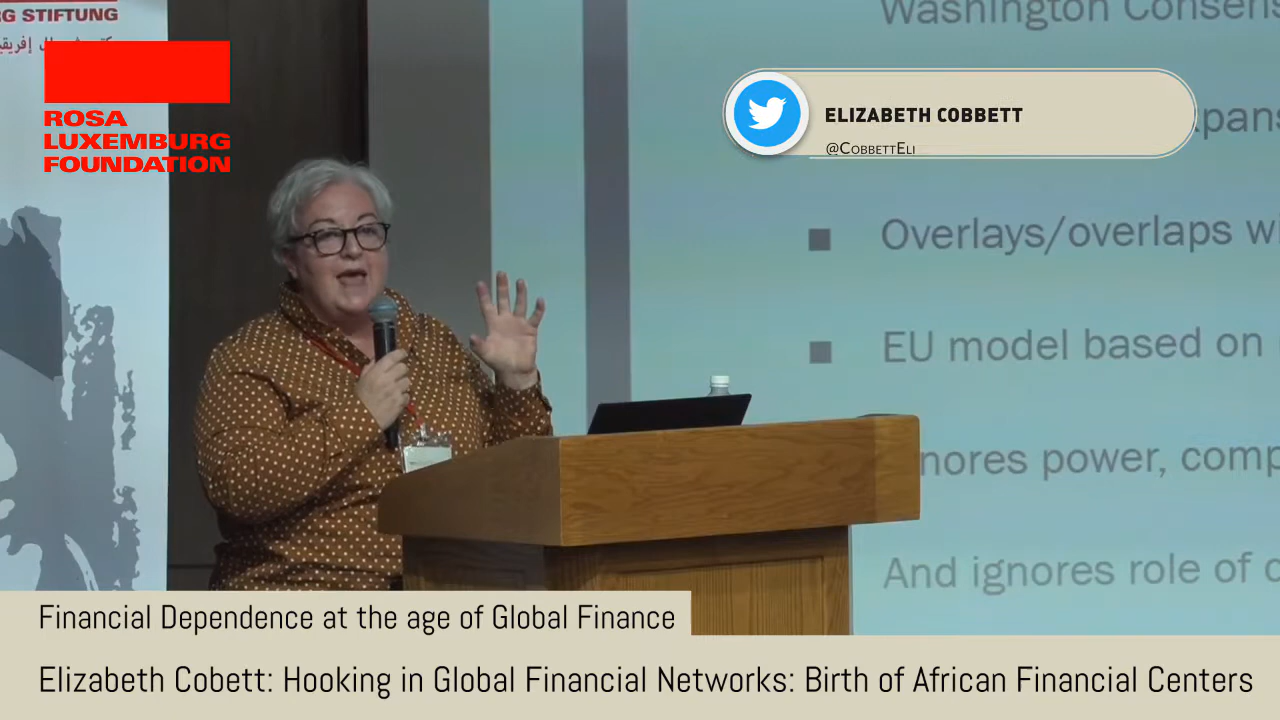 RG STIFTUNG
ROSA
LUXEMBURG
FOUNDATION
ELIZABETH COBBETT
@COBBETTELI
Washington Consens
xpans
Overlays/overlaps w
EU model based on
nores power, comp
And ignores role of
Financial Dependence at the age of Global Finance
Elizabeth Cobett: Hooking in Global Financial Networks: Birth of African Financial Centers